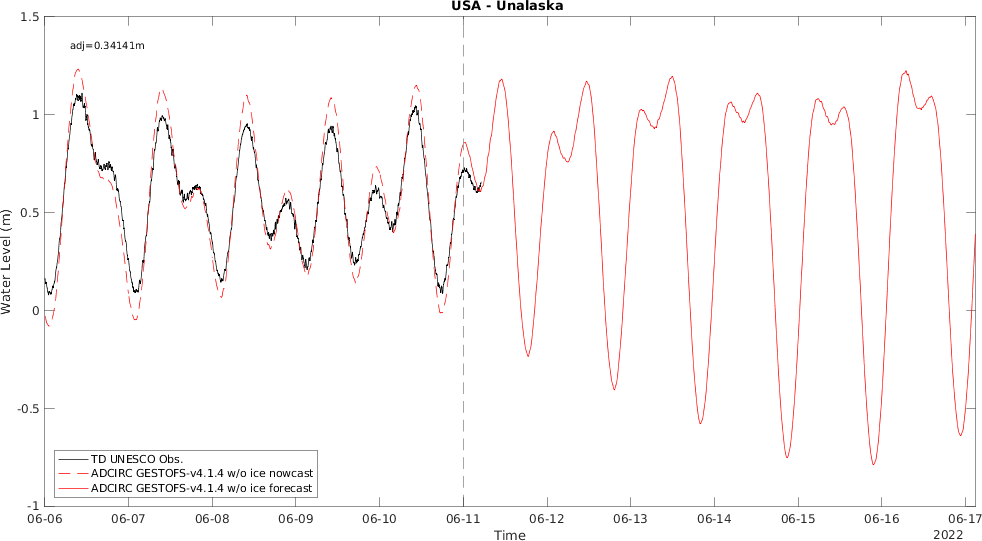 USA - Unalaska
1.5
adj=0.34141m
1
0.5
0
-0.5
-1
Water Level (m)
TD UNESCO Obs.
ADCIRC GESTOFS-v4.1.4 w/o ice nowcast
ADCIRC GESTOFS-v4.1.4 w/o ice forecast
06-06 06-07 06-08 06-09 06-10 06-11 06-12 06-13 06-14 06-15 06-16 06-17
Time
2022